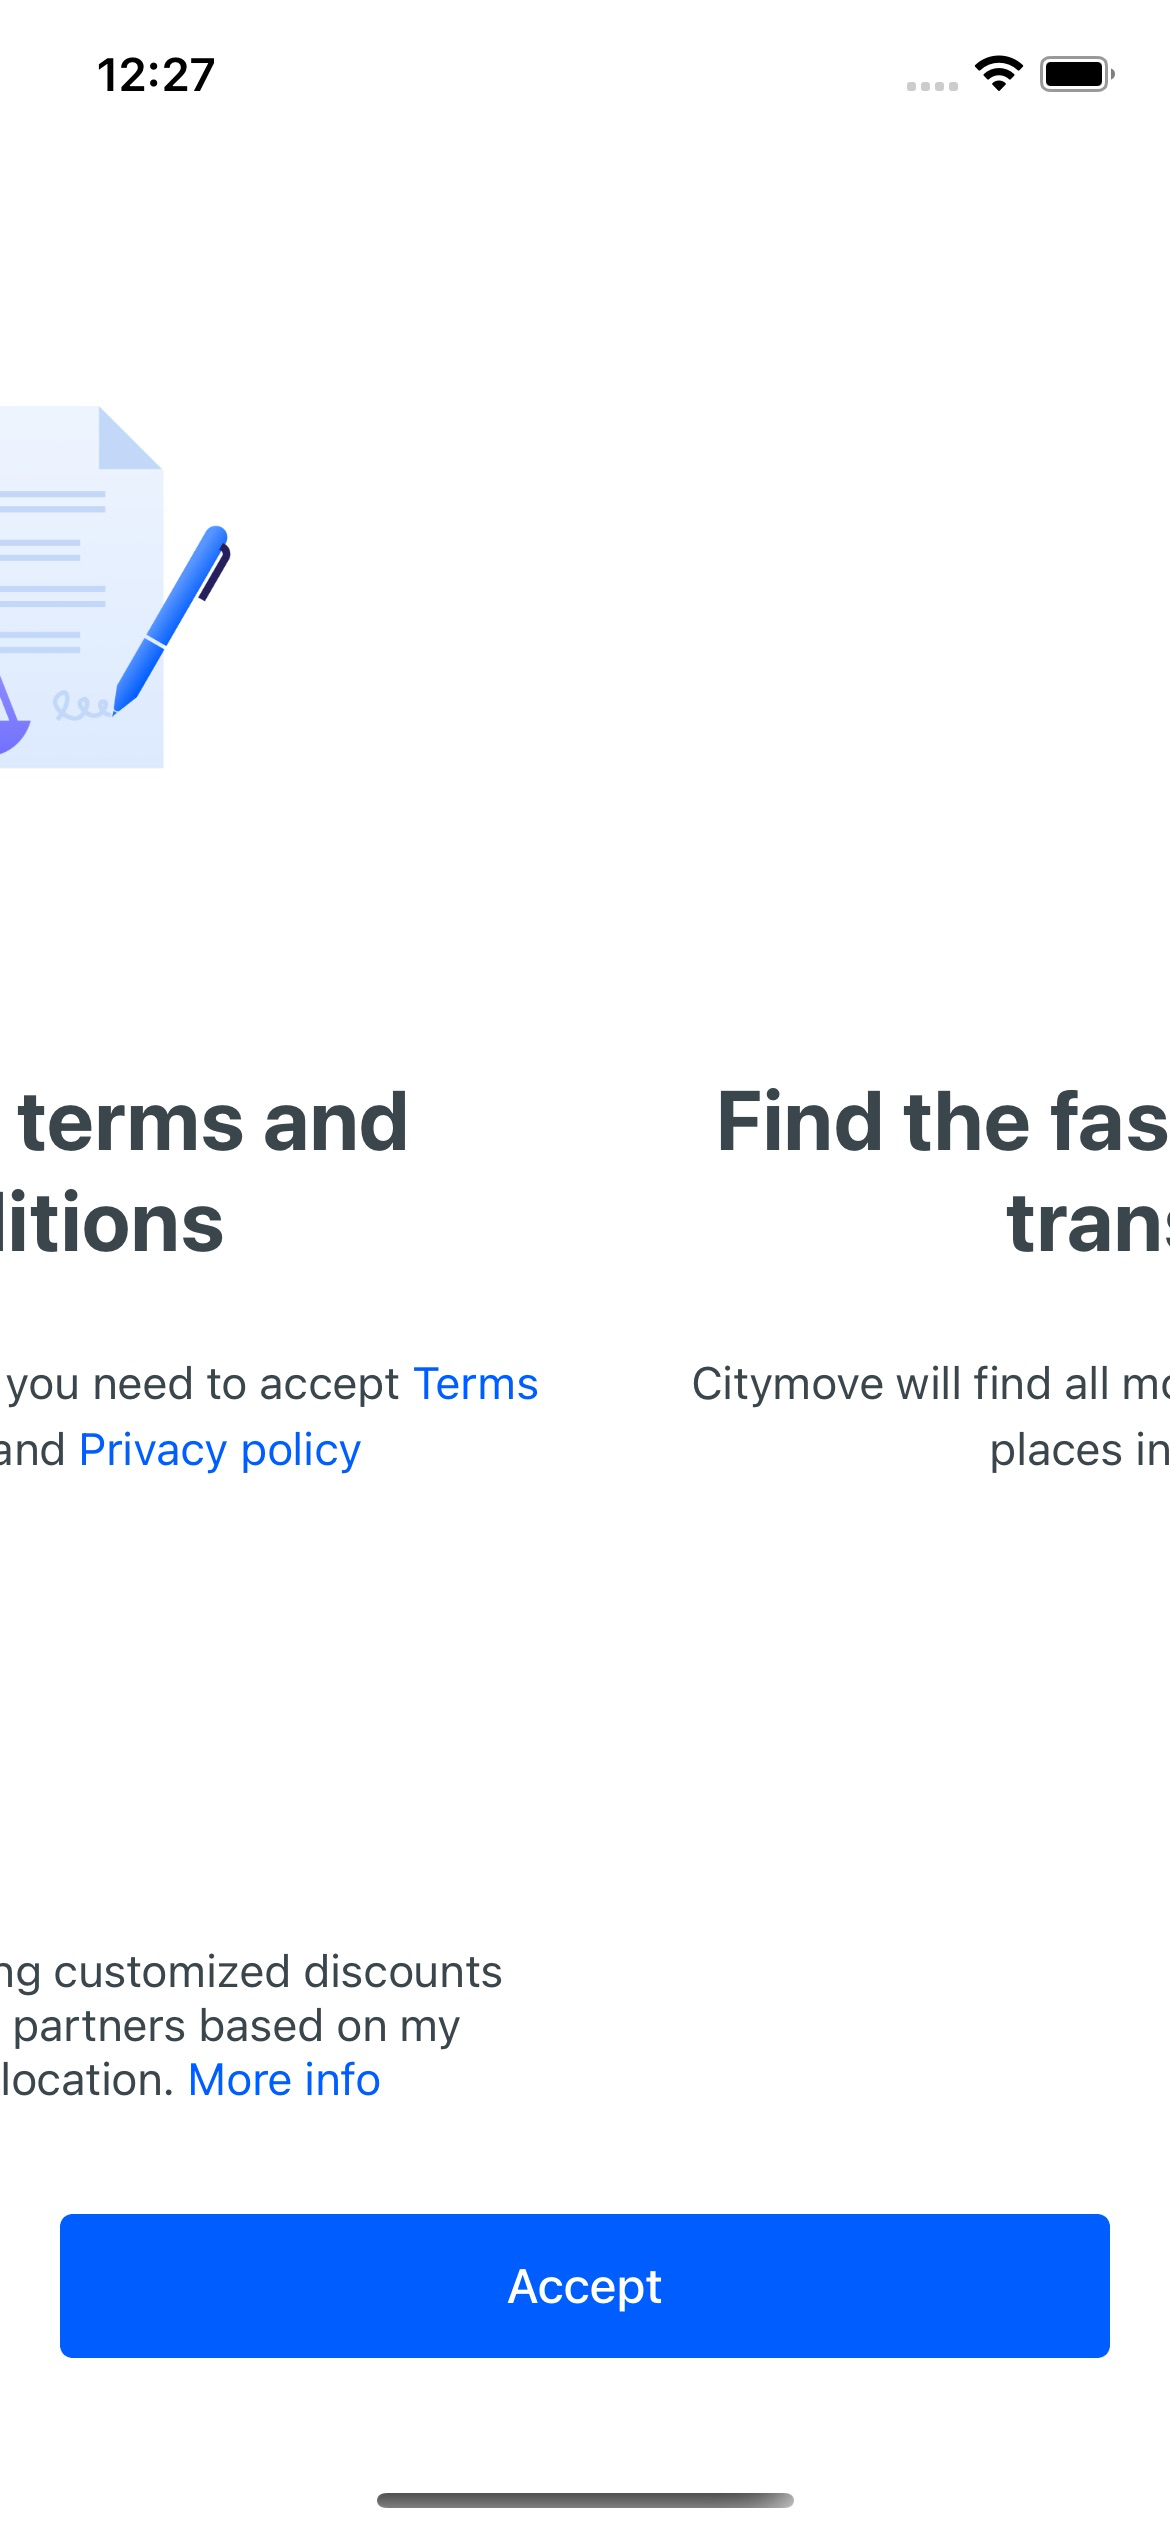 12:27
terms and
Find the fas
itions
trans
you need to accept Terms
and Privacy policy
Citymove will find all mo
places in
ng customized discounts
partners based on my
location. More info
Accept